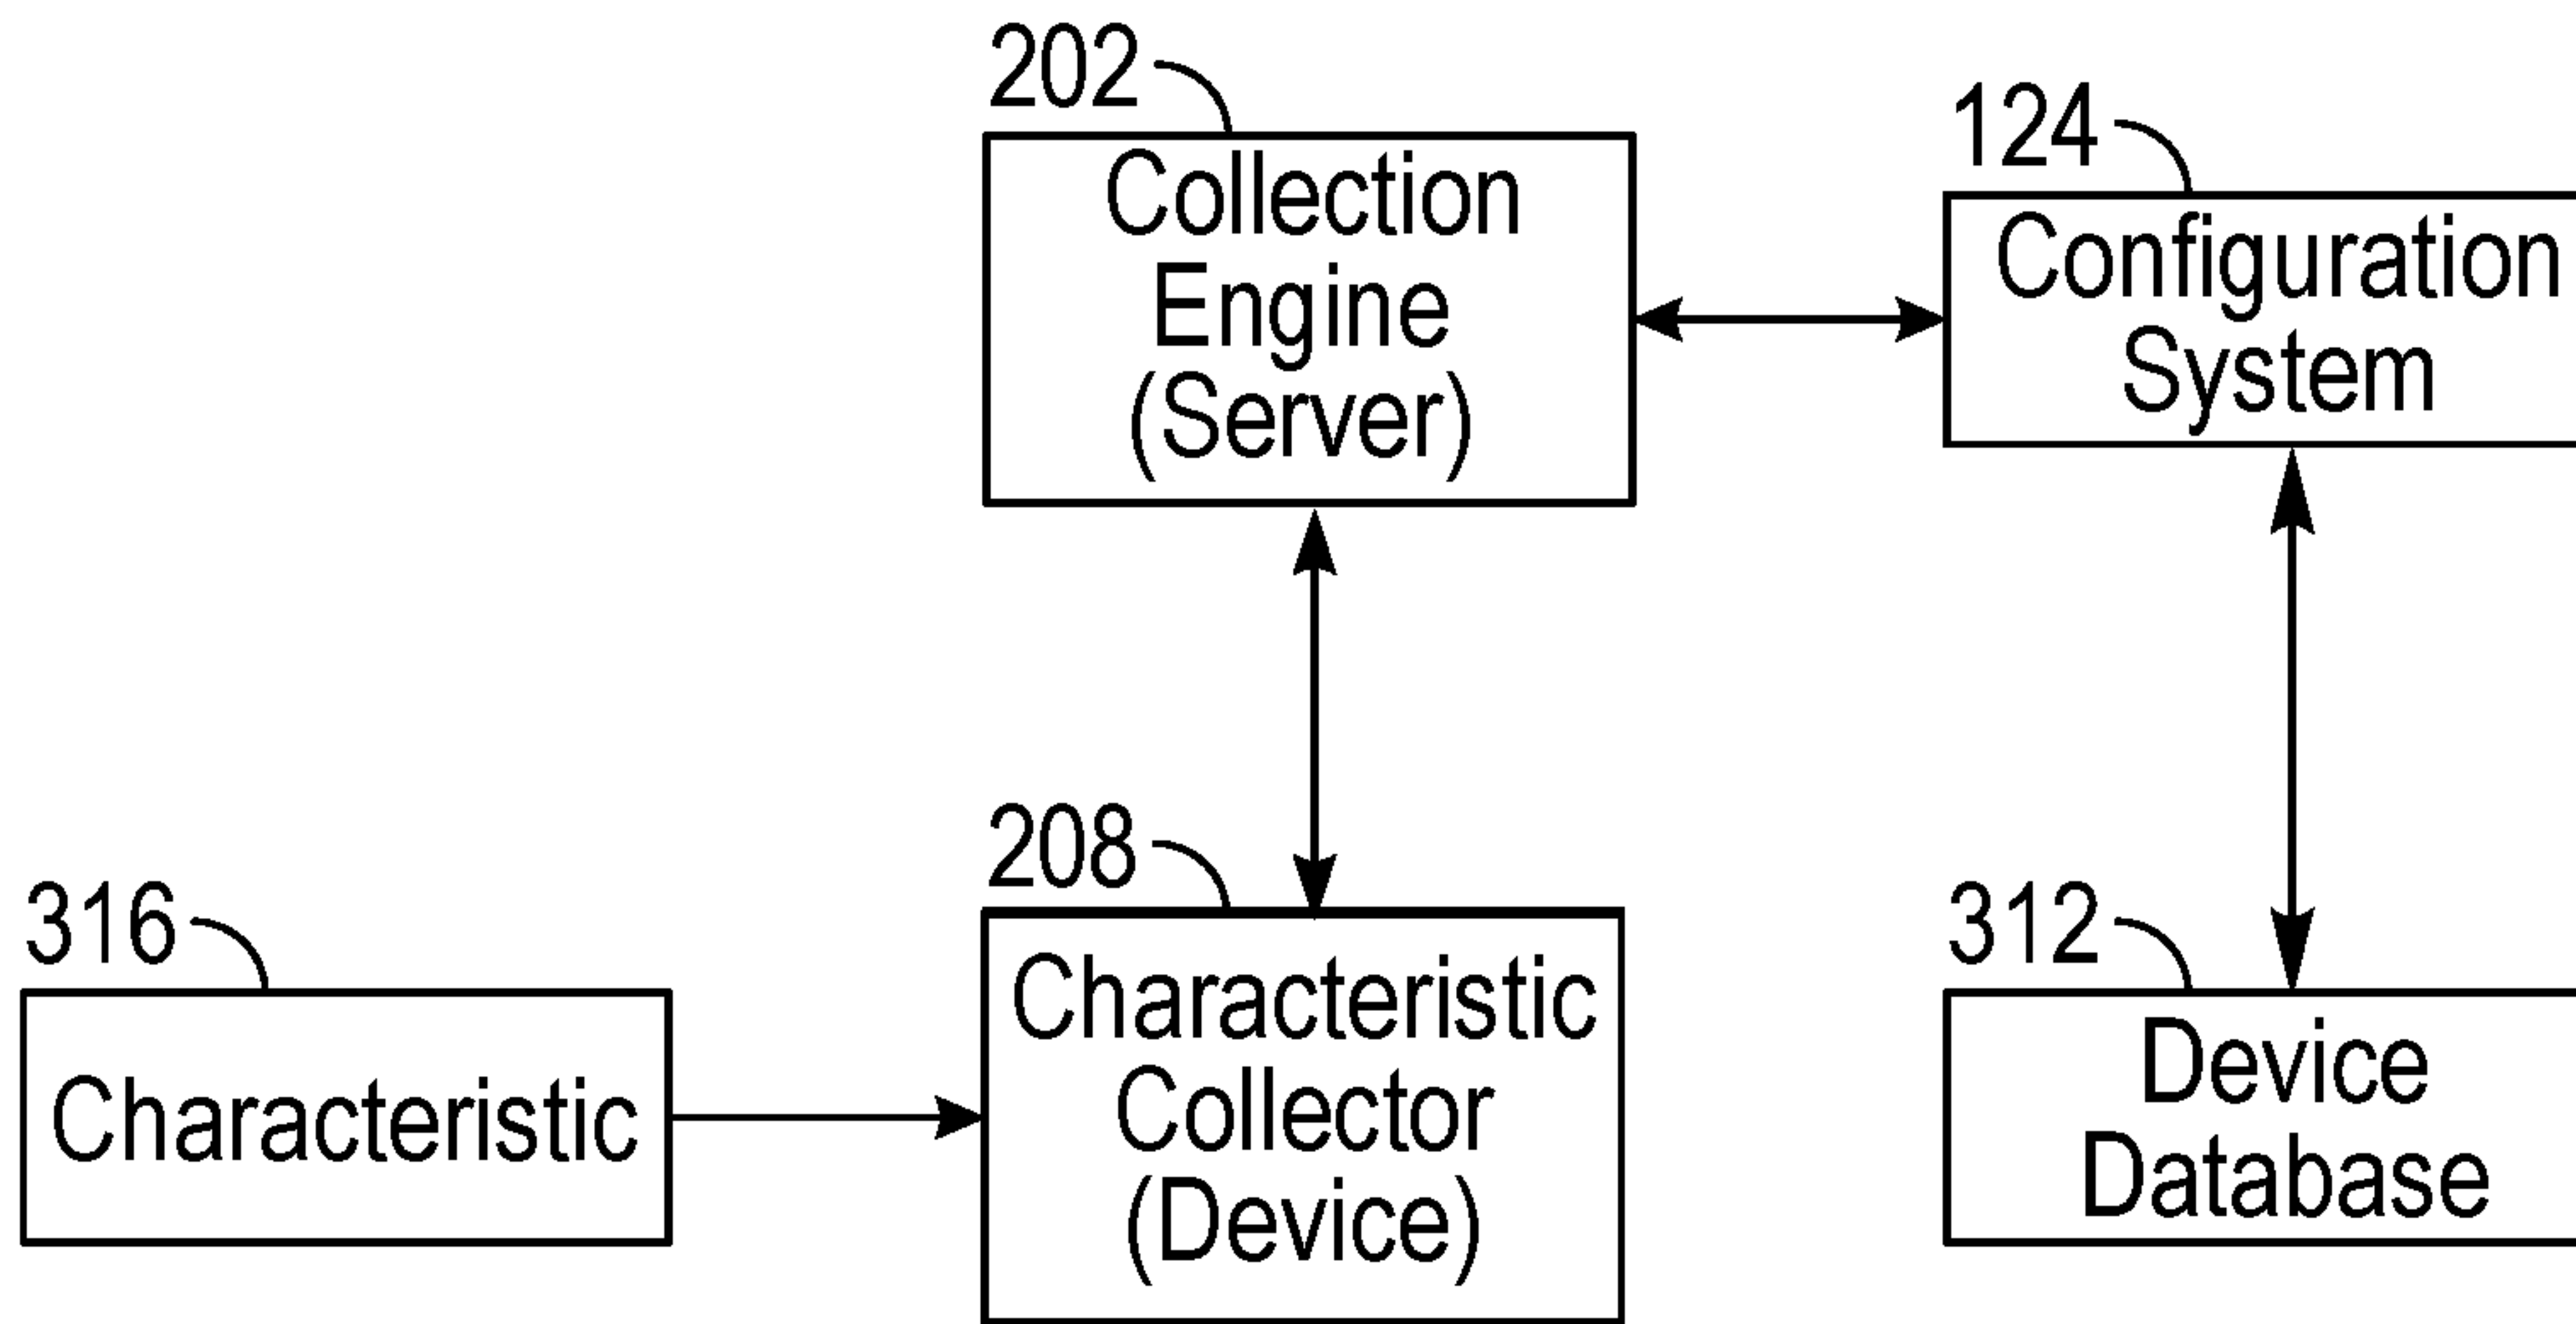 202
Collection
Engine
(Server)
124
Configuration
System
316
Characteristic
208
Characteristic
Collector
(Device)
312
Device
Database